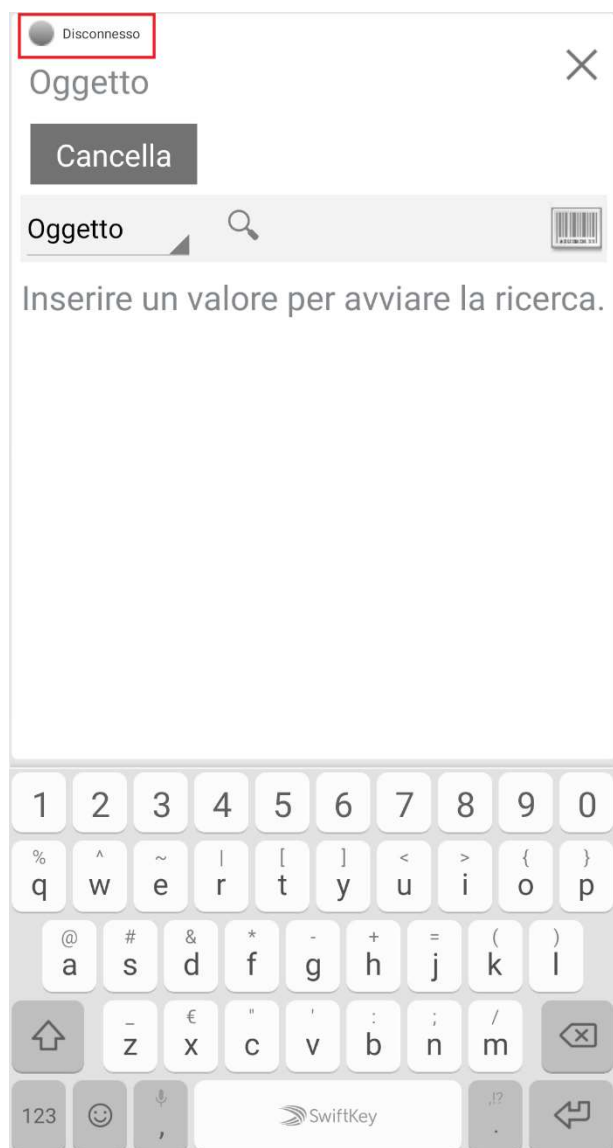 Disconnesso
Oggetto
Cancella
Oggetto
Inserire un valore per avviare la ricerca.
1 2 3 4 5 6 7 8 9 0
% ^ ~ | [ ] < > { }
q w e r t y u i o p
@ # & * - + = ( )
a s d f g h j k l
_ € " ' : ; /
z x c v b n m
,!?
123 , SwiftKey .